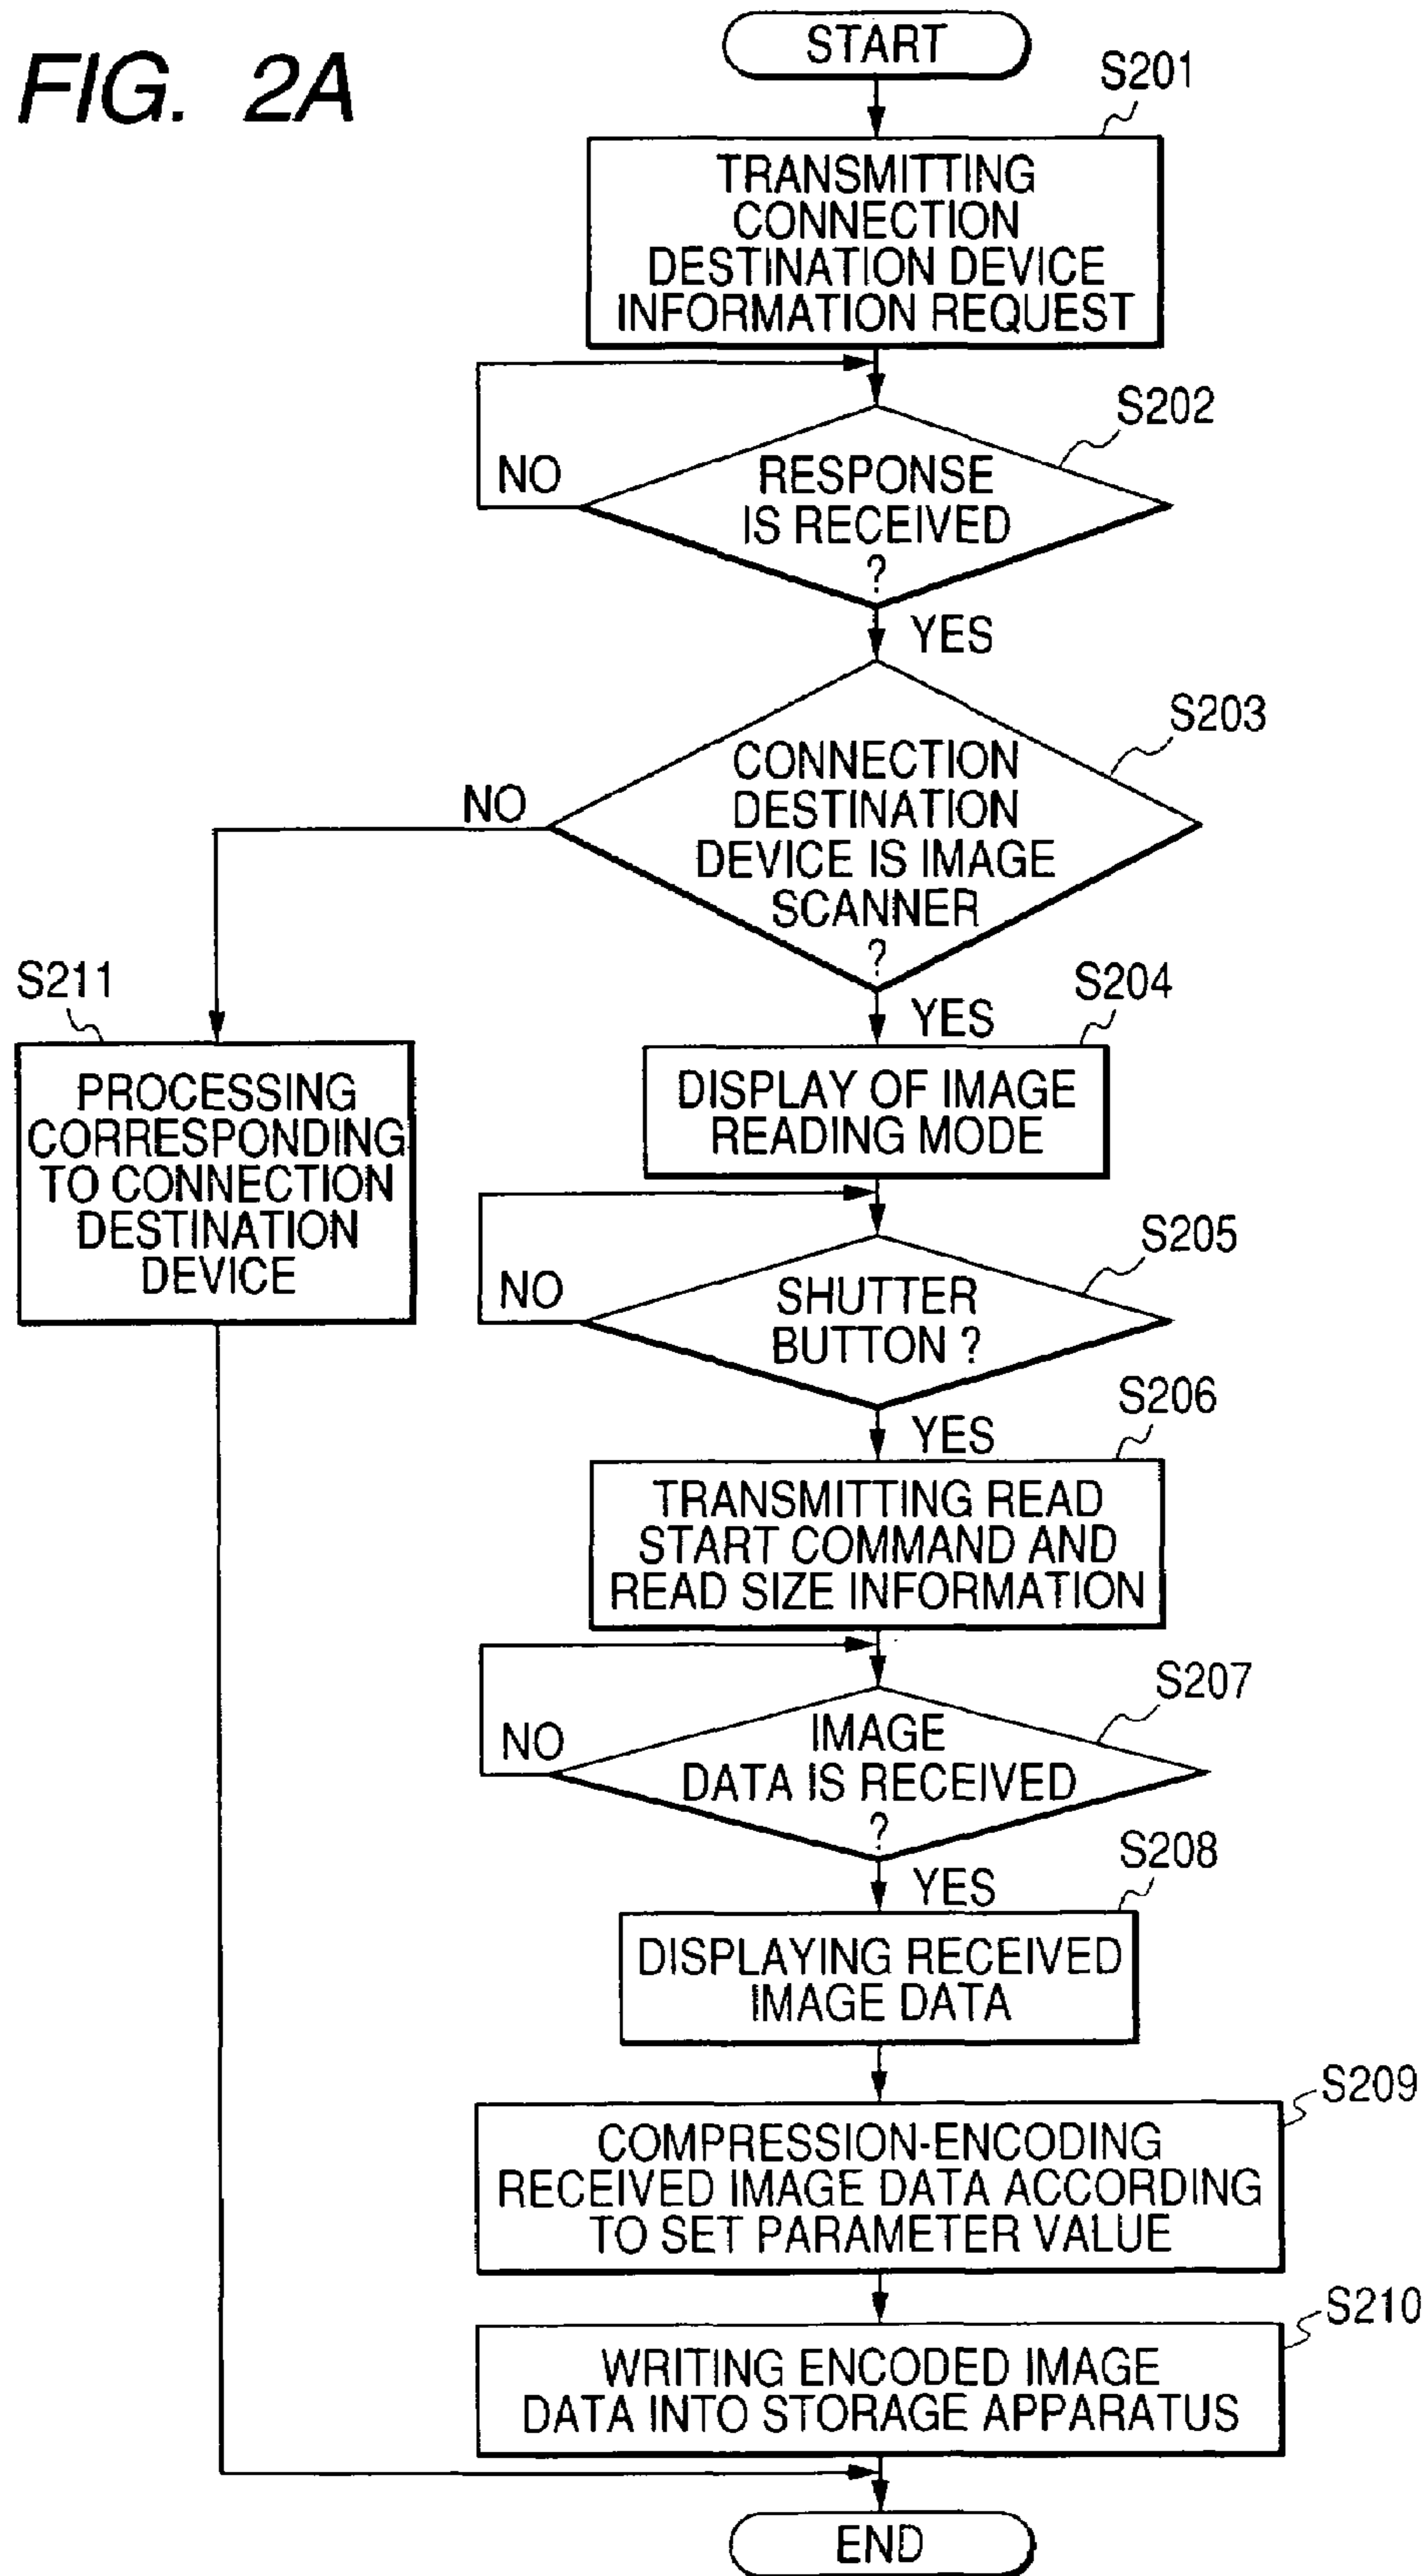 FIG. 2A
START
S201
TRANSMITTING
CONNECTION
DESTINATION DEVICE
INFORMATION REQUEST
S202
NO
RESPONSE
IS RECEIVED
?
YES
S203
NO
CONNECTION
DESTINATION
DEVICE IS IMAGE
SCANNER
?
YES
S211
PROCESSING
CORRESPONDING
TO CONNECTION
DESTINATION
DEVICE
S204
DISPLAY OF IMAGE
READING MODE
S205
NO
SHUTTER
BUTTON ?
YES
S206
TRANSMITTING READ
START COMMAND AND
READ SIZE INFORMATION
S207
NO
IMAGE
DATA IS RECEIVED
?
YES
S208
DISPLAYING RECEIVED
IMAGE DATA
S209
COMPRESSION-ENCODING
RECEIVED IMAGE DATA ACCORDING
TO SET PARAMETER VALUE
S210
WRITING ENCODED IMAGE
DATA INTO STORAGE APPARATUS
END